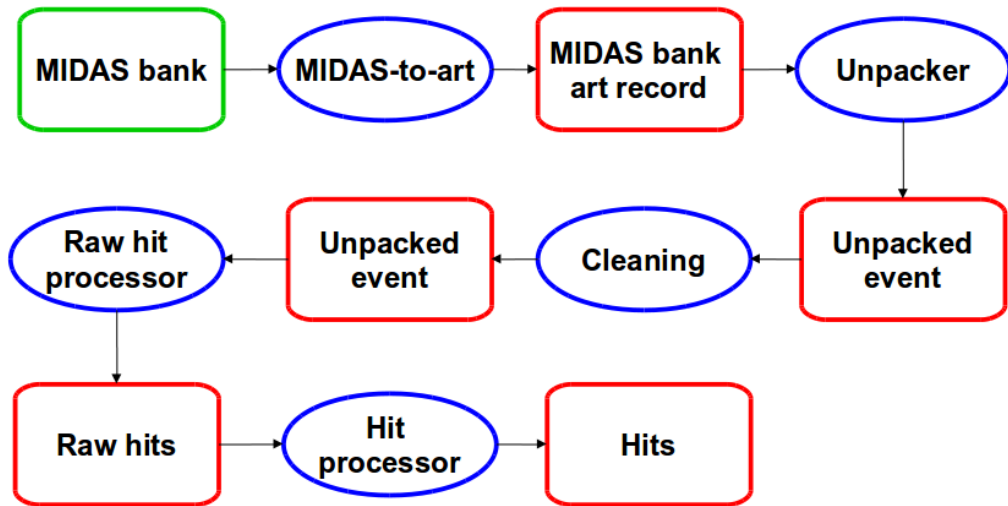 MIDAS bank
MIDAS-to-art
MIDAS bank
art record
Unpacker
Unpacked
event
Cleaning
Unpacked
event
Raw hit
processor
Raw hits
Hit
processor
Hits